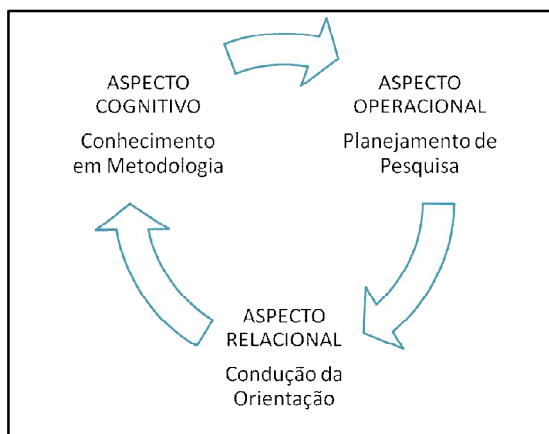 ASPECTO
COGNITIVO
Conhecimento
em Metodologia
ASPECTO
OPERACIONAL
Planejamento de
Pesquisa
ASPECTO
RELACIONAL
Condução da
Orientação